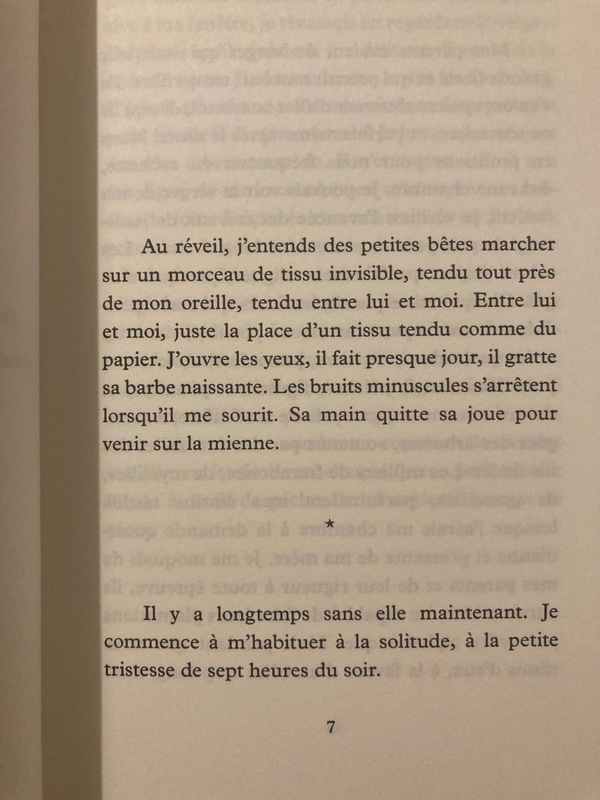 Au réveil, j'entends des petites bêtes marcher
sur un morceau de tissu invisible, tendu tout près
de mon oreille, tendu entre lui et moi. Entre lui
et moi, juste la place d'un tissu tendu comme du
papier. J'ouvre les yeux, il fait presque jour, il gratte
sa barbe naissante. Les bruits minuscules s'arrêtent
lorsqu'il me sourit. Sa main quitte sa joue pour
venir sur la mienne.
★
Il y a longtemps sans elle maintenant. Je
commence à m'habituer à la solitude, à la petite
tristesse de sept heures du soir.
7